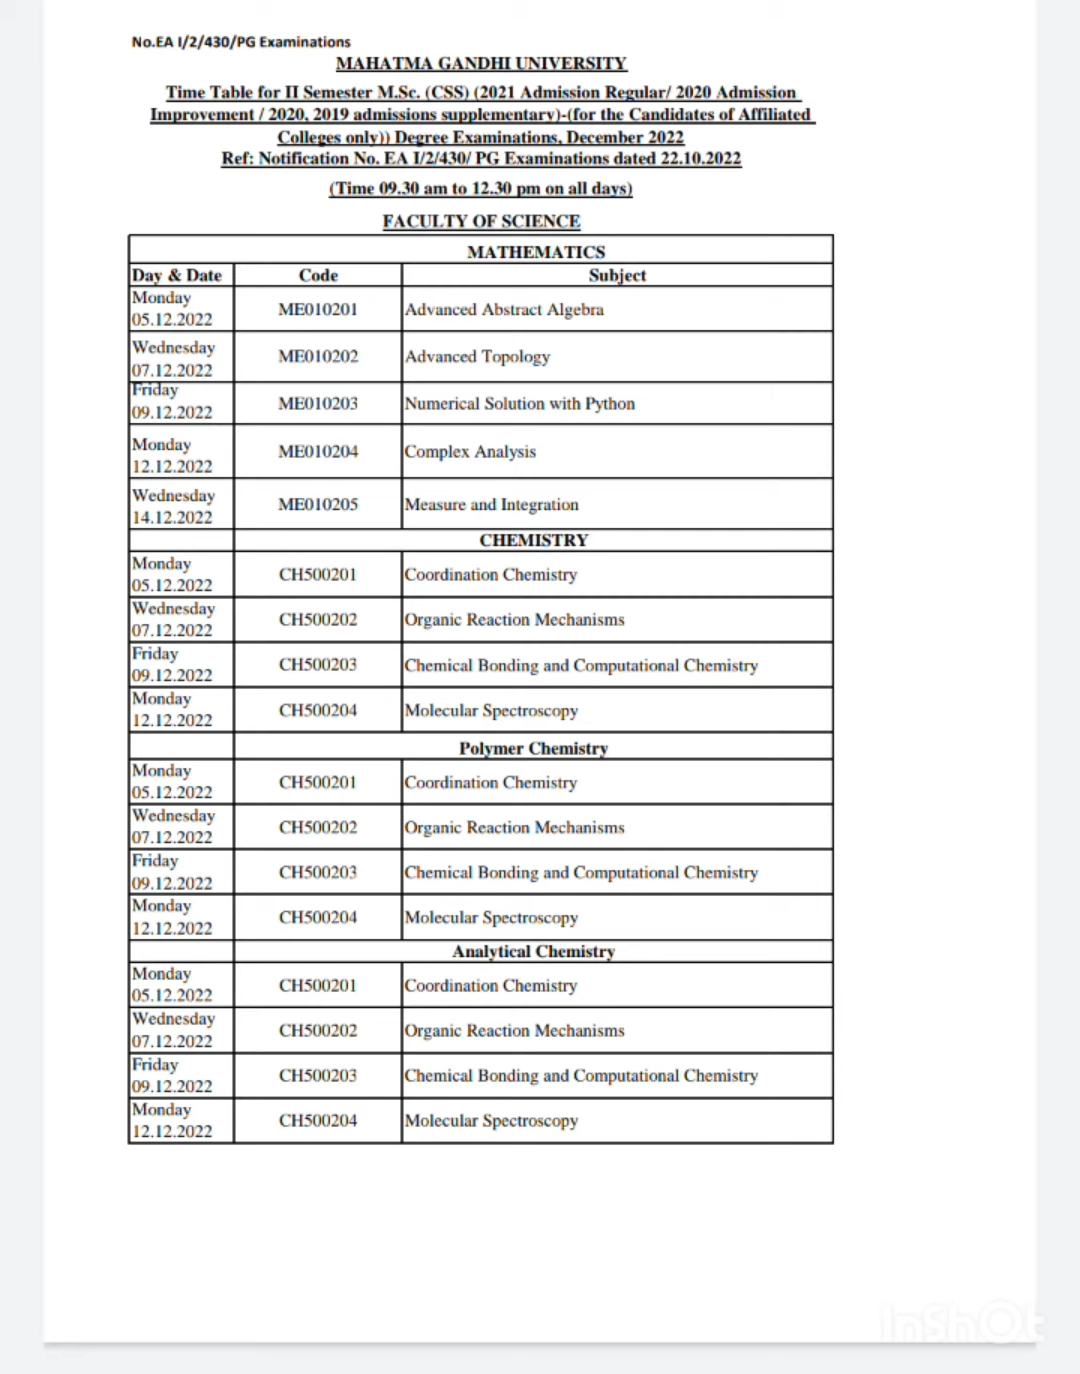 No.EA I/2/430/PG Examinations
MAHATMA GANDHI UNIVERSITY
Time Table for II Semester M.Sc. (CSS) (2021 Admission Regular/ 2020 Admission
Improvement / 2020, 2019 admissions supplementary)-(for the Candidates of Affiliated
Colleges only)) Degree Examinations, December 2022
Ref: Notification No. EA I/2/430/ PG Examinations dated 22.10.2022
(Time 09.30 am to 12.30 pm on all days)
FACULTY OF SCIENCE
MATHEMATICS
Day & Date Code Subject
Monday
05.12.2022 ME010201 Advanced Abstract Algebra
Wednesday
07.12.2022 ME010202 Advanced Topology
Friday
09.12.2022 ME010203 Numerical Solution with Python
Monday
12.12.2022 ME010204 Complex Analysis
Wednesday
14.12.2022 ME010205 Measure and Integration
CHEMISTRY
Monday
05.12.2022 CH500201 Coordination Chemistry
Wednesday
07.12.2022 CH500202 Organic Reaction Mechanisms
Friday
09.12.2022 CH500203 Chemical Bonding and Computational Chemistry
Monday
12.12.2022 CH500204 Molecular Spectroscopy
Polymer Chemistry
Monday
05.12.2022 CH500201 Coordination Chemistry
Wednesday
07.12.2022 CH500202 Organic Reaction Mechanisms
Friday
09.12.2022 CH500203 Chemical Bonding and Computational Chemistry
Monday
12.12.2022 CH500204 Molecular Spectroscopy
Analytical Chemistry
Monday
05.12.2022 CH500201 Coordination Chemistry
Wednesday
07.12.2022 CH500202 Organic Reaction Mechanisms
Friday
09.12.2022 CH500203 Chemical Bonding and Computational Chemistry
Monday
12.12.2022 CH500204 Molecular Spectroscopy
InShOt